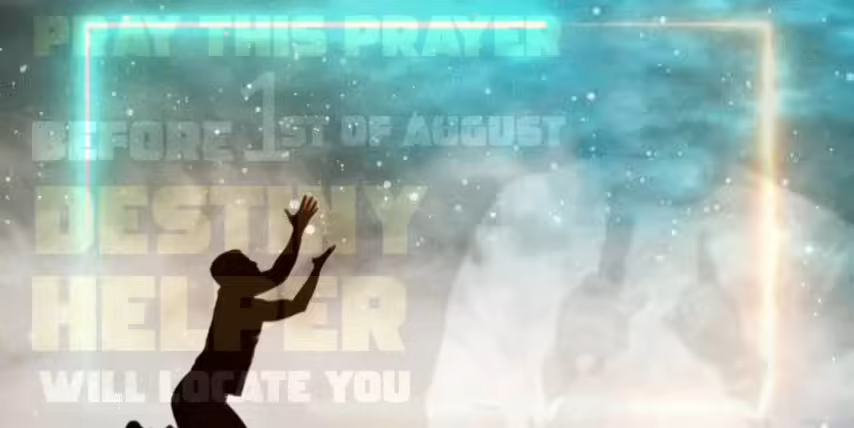 PRAY THIS PRAYER
BEFORE 1ST OF AUGUST
DESTINY
HELPER
WILL LOCATE YOU